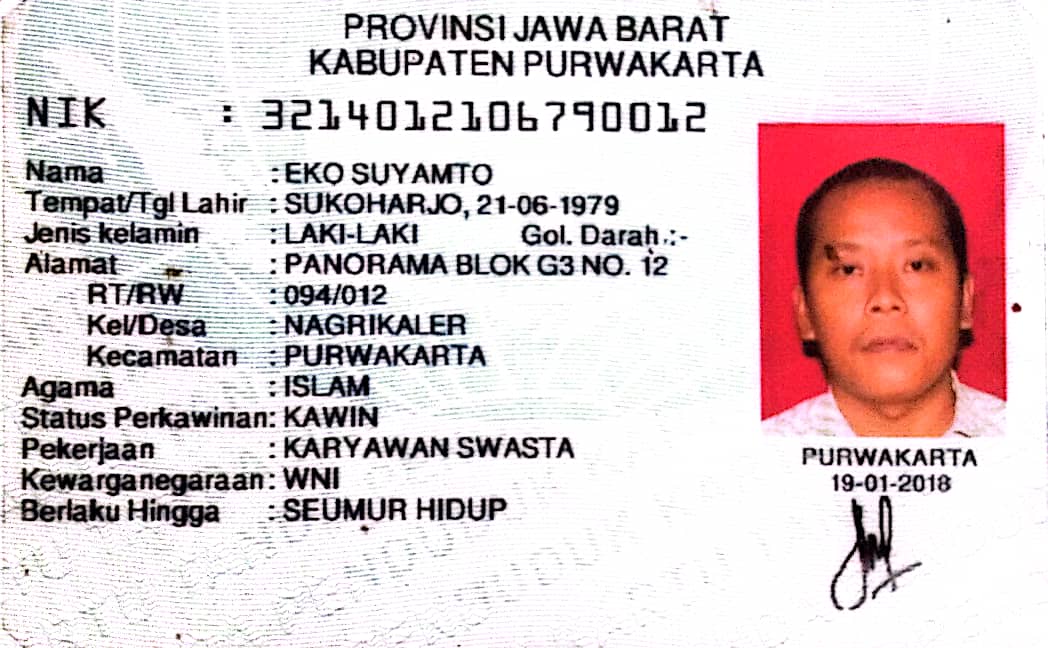 PROVINSI JAWA BARAT
KABUPATEN PURWAKARTA
NIK : 3214012106790012
Nama : EKO SUYAMTO
Tempat/Tgl Lahir : SUKOHARJO, 21-06-1979
Jenis kelamin : LAKI-LAKI Gol. Darah :-
Alamat : PANORAMA BLOK G3 NO. 12
RT/RW : 094/012
Kel/Desa : NAGRIKALER
Kecamatan : PURWAKARTA
Agama : ISLAM
Status Perkawinan: KAWIN
Pekerjaan : KARYAWAN SWASTA
Kewarganegaraan: WNI
Berlaku Hingga : SEUMUR HIDUP
PURWAKARTA
19-01-2018